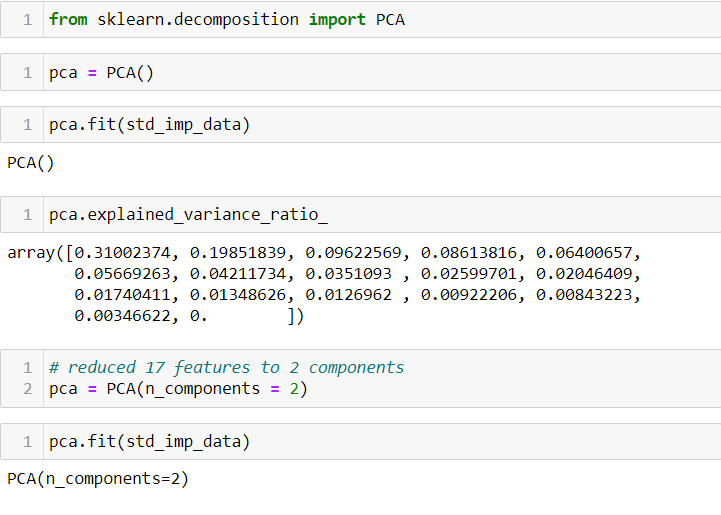 1 from sklearn.decomposition import PCA
1 pca = PCA()
1 pca.fit(std_imp_data)
PCA()
1 pca.explained_variance_ratio_
array([0.31002374, 0.19851839, 0.09622569, 0.08613816, 0.06400657,
       0.05669263, 0.04211734, 0.0351093 , 0.02599701, 0.02046409,
       0.01740411, 0.01348626, 0.0126962 , 0.00922206, 0.00843223,
       0.00346622, 0.        ])
1 # reduced 17 features to 2 components
2 pca = PCA(n_components = 2)
1 pca.fit(std_imp_data)
PCA(n_components=2)